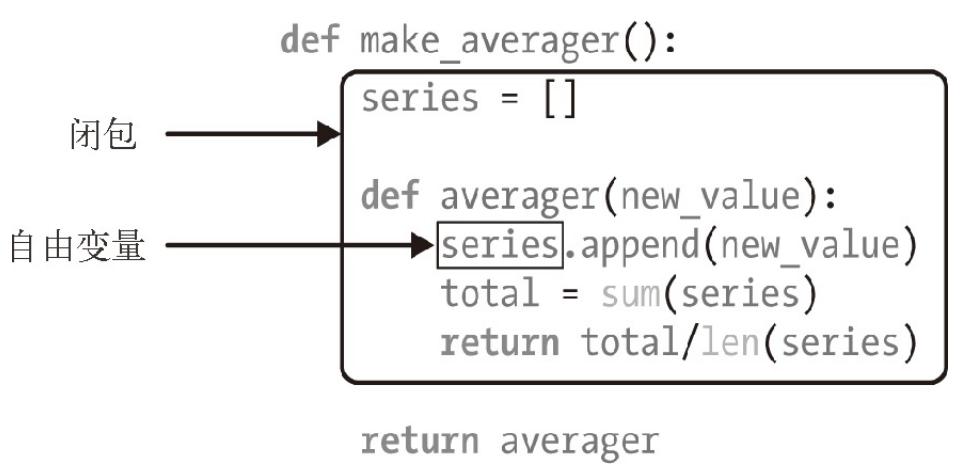 def make_averager():
series = []
闭包
def averager(new_value):
自由变量
series.append(new_value)
total = sum(series)
return total/len(series)
return averager